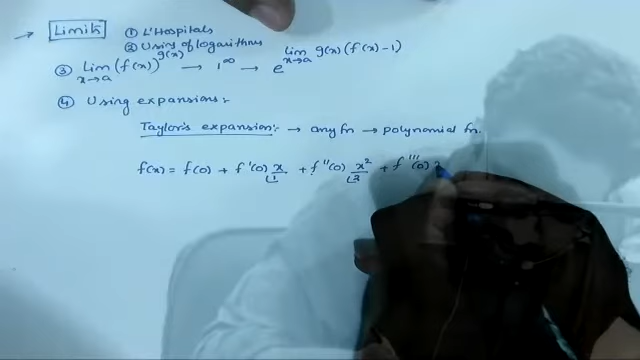 → Limits ① L'Hospitals
② Using of logarithms
③ lim x→a (f(x))^g(x) → 1^∞ → e^lim x→a g(x) (f(x)-1)
④ Using expansions:-
Taylor's expansion:- → any fn → polynomial fn.
f(x) = f(0) + f'(0) x/⌊1 + f''(0) x²/⌊2 + f'''(0)